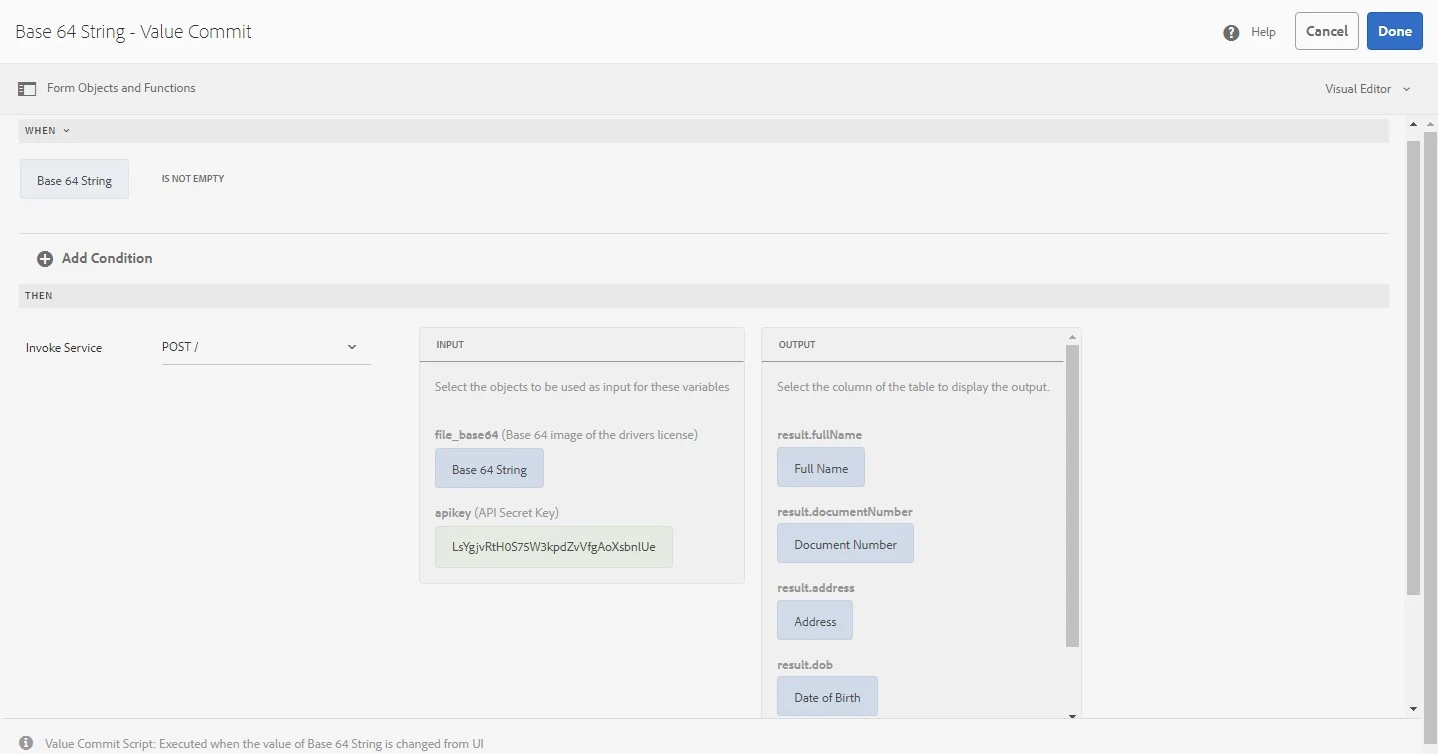 Base 64 String - Value Commit
Help
Cancel
Done
Form Objects and Functions
Visual Editor
WHEN
Base 64 String
IS NOT EMPTY
Add Condition
THEN
Invoke Service
POST /
INPUT
Select the objects to be used as input for these variables
file_base64 (Base 64 image of the drivers license)
Base 64 String
apikey (API Secret Key)
LsYgjvRtH0S75W3kpdZvVfgAoXsbnlUe
OUTPUT
Select the column of the table to display the output.
result.fullName
Full Name
result.documentNumber
Document Number
result.address
Address
result.dob
Date of Birth
Value Commit Script: Executed when the value of Base 64 String is changed from UI